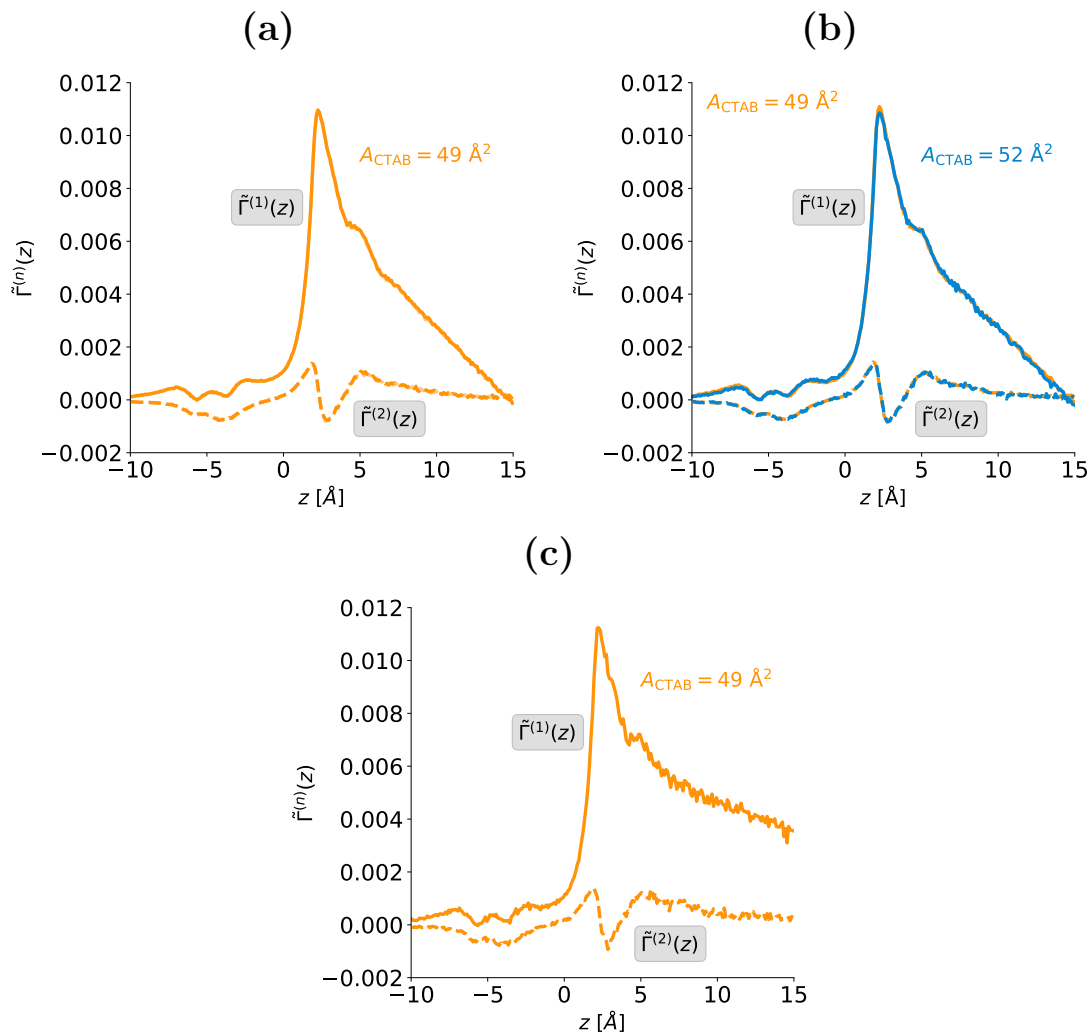 (a)
0.012
0.010
0.008
0.006
0.004
0.002
0.000
−0.002
−10
−5
0
5
10
15
z [Å]
Γ̃⁽ⁿ⁾(z)
A_CTAB = 49 Å²
Γ̃⁽¹⁾(z)
Γ̃⁽²⁾(z)
(b)
0.012
0.010
0.008
0.006
0.004
0.002
0.000
−0.002
−10
−5
0
5
10
15
z [Å]
Γ̃⁽ⁿ⁾(z)
A_CTAB = 49 Å²
A_CTAB = 52 Å²
Γ̃⁽¹⁾(z)
Γ̃⁽²⁾(z)
(c)
0.012
0.010
0.008
0.006
0.004
0.002
0.000
−0.002
−10
−5
0
5
10
15
z [Å]
Γ̃⁽ⁿ⁾(z)
A_CTAB = 49 Å²
Γ̃⁽¹⁾(z)
Γ̃⁽²⁾(z)